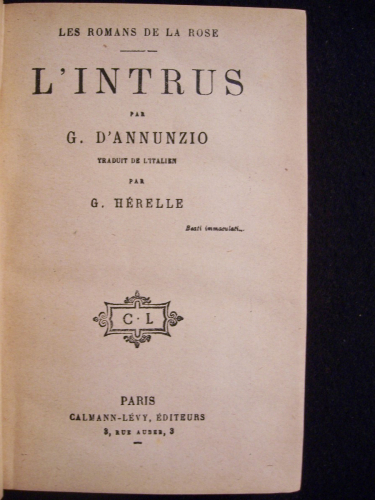 LES ROMANS DE LA ROSE
L'INTRUS
PAR
G. D'ANNUNZIO
TRADUIT DE L'ITALIEN
PAR
G. HÉRELLE
Beati immaculati...
C · L
PARIS
CALMANN-LÉVY, ÉDITEURS
3, RUE AUBER, 3